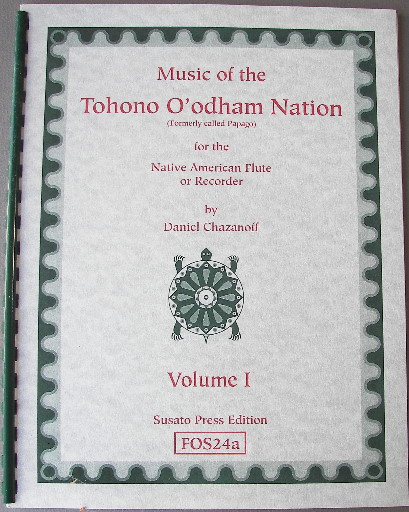 Music of the
Tohono O'odham Nation
(Formerly called Papago)
for the
Native American Flute
or Recorder
by
Daniel Chazanoff
Volume I
Susato Press Edition
FOS24a